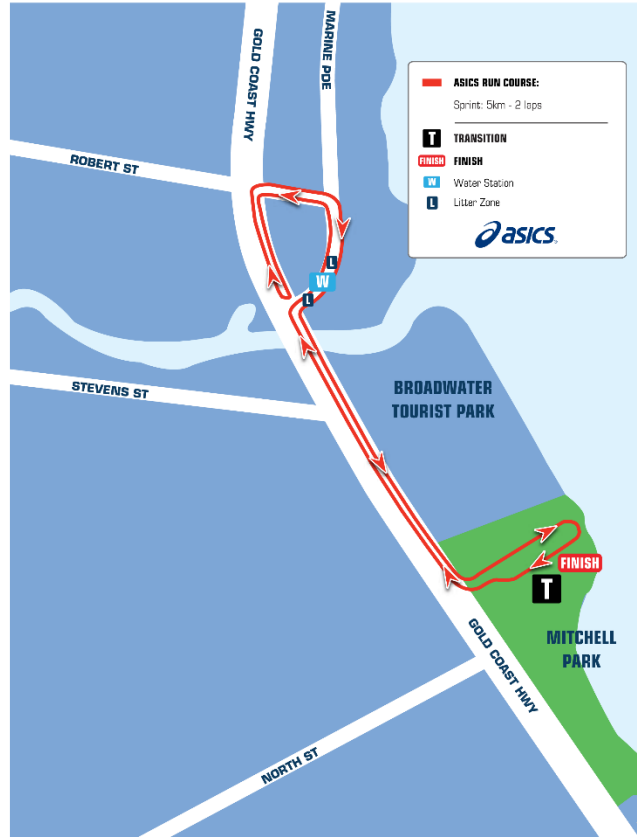 GOLD COAST HWY
MARINE PDE
ASICS RUN COURSE:
Sprint: 5km - 2 laps
T TRANSITION
FINISH FINISH
W Water Station
L Litter Zone
asics
ROBERT ST
L
W
L
STEVENS ST
BROADWATER
TOURIST PARK
FINISH
T
MITCHELL
PARK
GOLD COAST HWY
NORTH ST